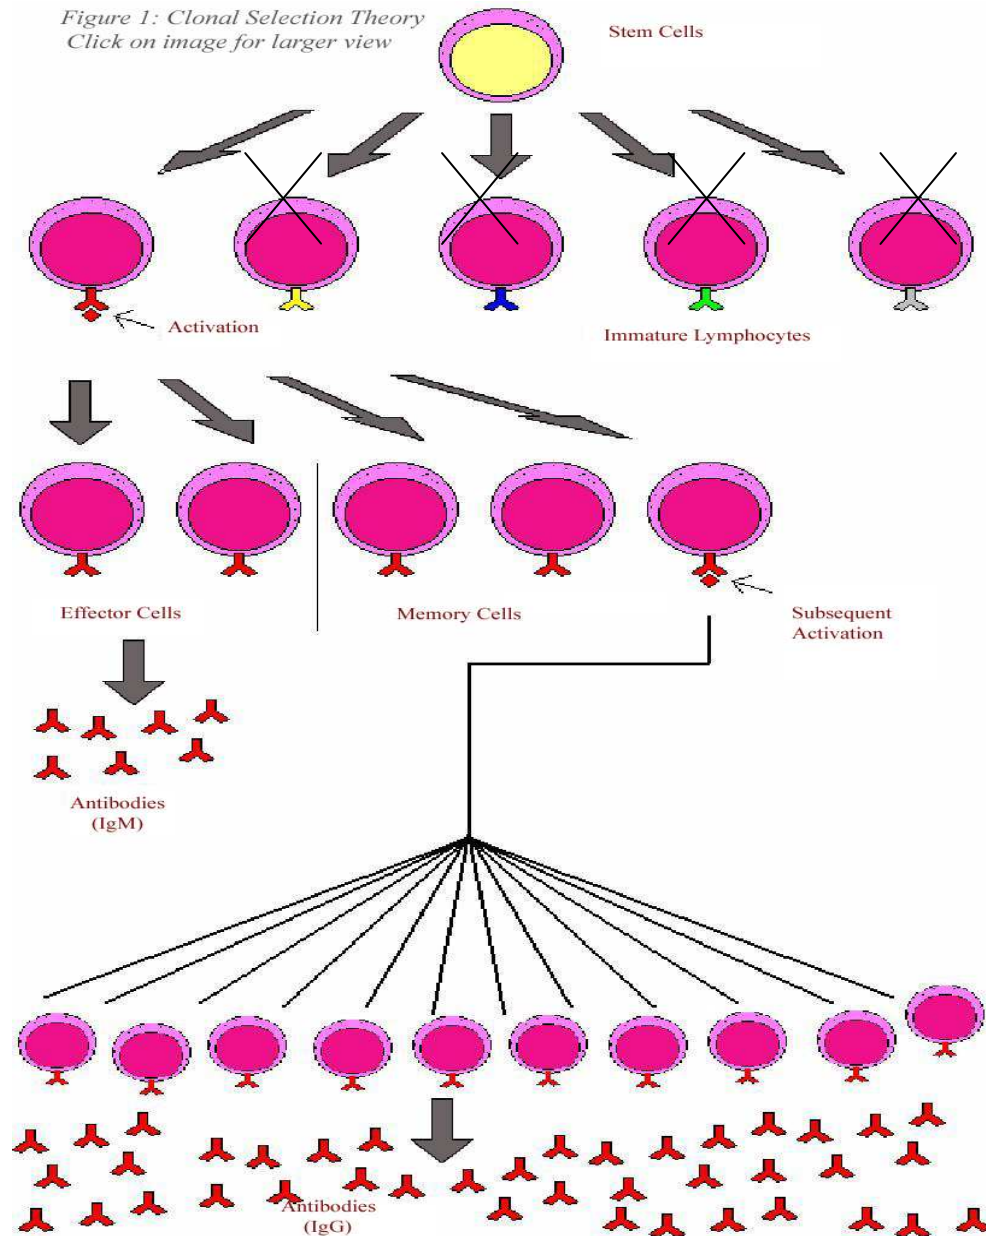 Figure 1: Clonal Selection Theory
Click on image for larger view
Stem Cells
Activation
Immature Lymphocytes
Effector Cells
Memory Cells
Subsequent
Activation
Antibodies
(IgM)
Antibodies
(IgG)